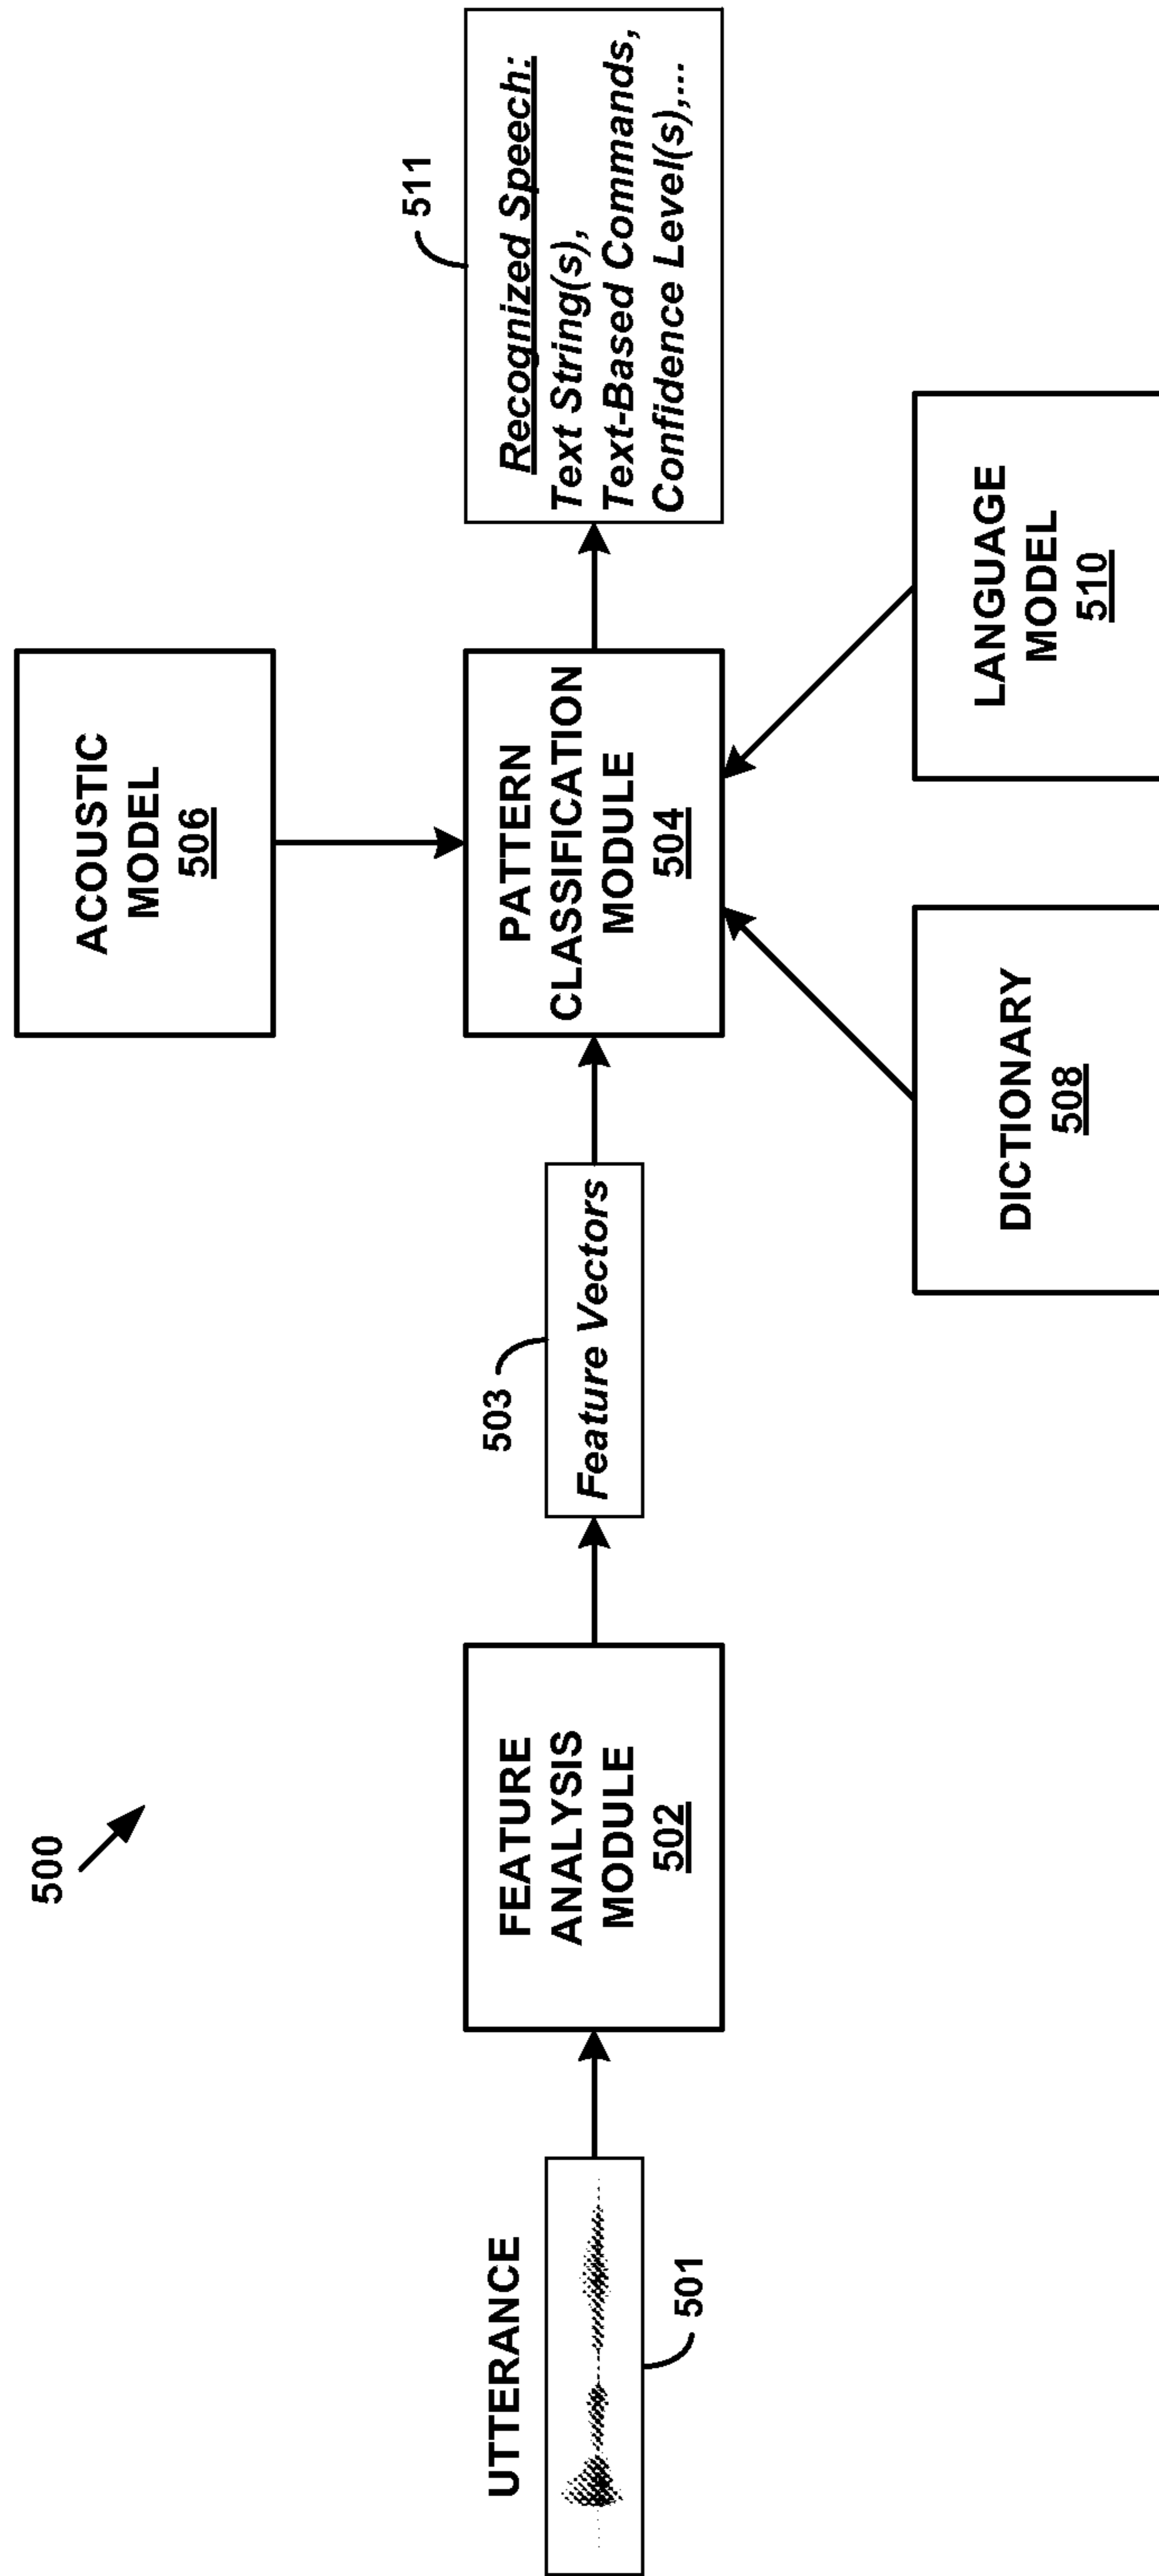 500
UTTERANCE
501
FEATURE
ANALYSIS
MODULE
502
503
Feature Vectors
ACOUSTIC
MODEL
506
PATTERN
CLASSIFICATION
MODULE
504
DICTIONARY
508
LANGUAGE
MODEL
510
511
Recognized Speech:
Text String(s),
Text-Based Commands,
Confidence Level(s),...